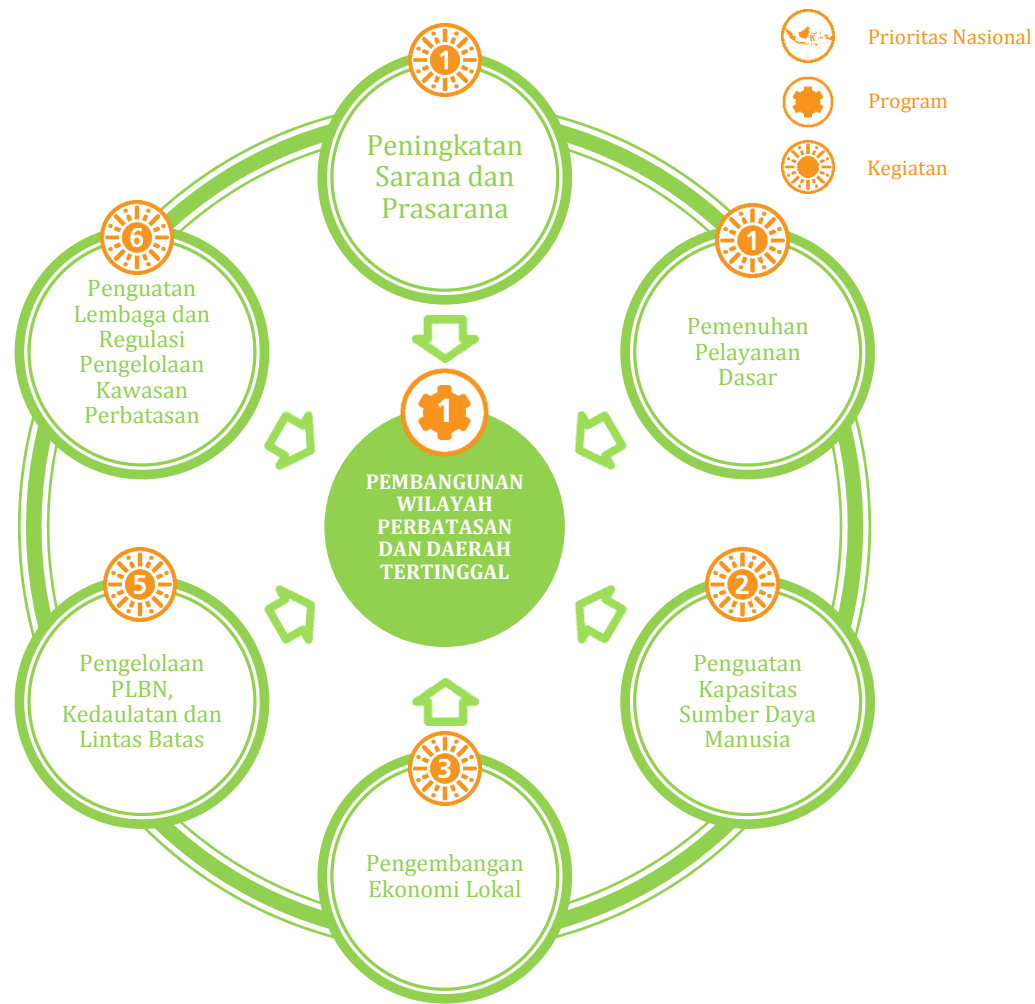 Prioritas Nasional
Program
Kegiatan
1
Peningkatan
Sarana dan
Prasarana
1
Pemenuhan
Pelayanan
Dasar
2
Penguatan
Kapasitas
Sumber Daya
Manusia
3
Pengembangan
Ekonomi Lokal
5
Pengelolaan
PLBN,
Kedaulatan dan
Lintas Batas
6
Penguatan
Lembaga dan
Regulasi
Pengelolaan
Kawasan
Perbatasan
1
PEMBANGUNAN
WILAYAH
PERBATASAN
DAN DAERAH
TERTINGGAL